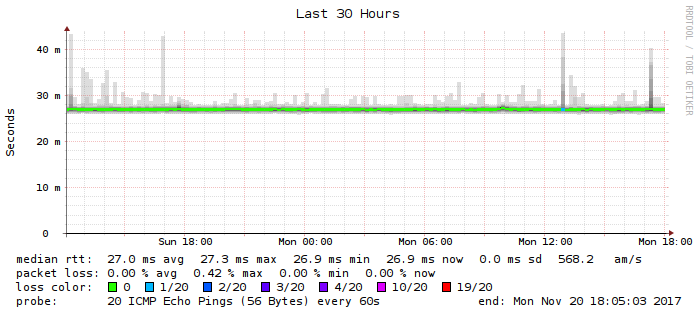 Last 30 Hours
RRDTOOL / TOBI OETIKER
Seconds
40 m
30 m
20 m
10 m
0
Sun 18:00 Mon 00:00 Mon 06:00 Mon 12:00 Mon 18:00
median rtt: 27.0 ms avg 27.3 ms max 26.9 ms min 26.9 ms now 0.0 ms sd 568.2 am/s
packet loss: 0.00 % avg 0.42 % max 0.00 % min 0.00 % now
loss color: 0 1/20 2/20 3/20 4/20 10/20 19/20
probe: 20 ICMP Echo Pings (56 Bytes) every 60s end: Mon Nov 20 18:05:03 2017